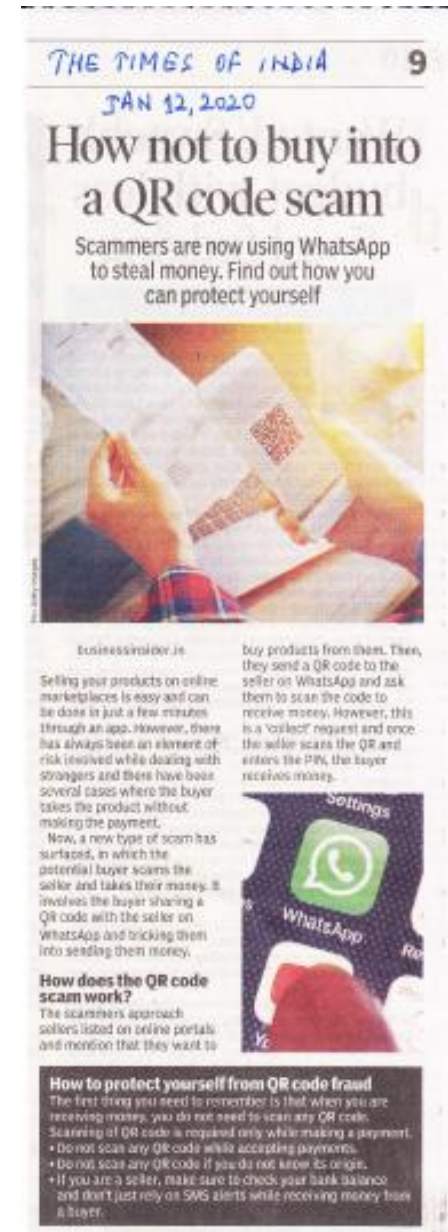 THE TIMES OF INDIA
9
JAN 12, 2020
How not to buy into
a QR code scam
Scammers are now using WhatsApp
to steal money. Find out how you
can protect yourself
businessinsider.in
Selling your products on online
marketplaces is easy and can
be done in just a few minutes
through an app. However, there
has always been an element of
risk involved while dealing with
strangers and there have been
several cases where the buyer
takes the product without
making the payment.
Now, a new type of scam has
surfaced, in which the
potential buyer scams the
seller and takes their money. It
involves the buyer sharing a
QR code with the seller on
WhatsApp and tricking them
into sending them money.
How does the QR code
scam work?
The scammers approach
sellers listed on online portals
and mention that they want to
buy products from them. Then,
they send a QR code to the
seller on WhatsApp and ask
them to scan the code to
receive money. However, this
is a 'collect' request and once
the seller scans the QR and
enters the PIN, the buyer
receives money.
Settings
WhatsApp
Re
Yo
How to protect yourself from QR code fraud
The first thing you need to remember is that when you are
receiving money, you do not need to scan any QR code.
Scanning of QR code is required only while making a payment.
• Do not scan any QR code while accepting payments.
• Do not scan any QR code if you do not know its origin.
• If you are a seller, make sure to check your bank balance
and don't just rely on SMS alerts while receiving money from
a buyer.